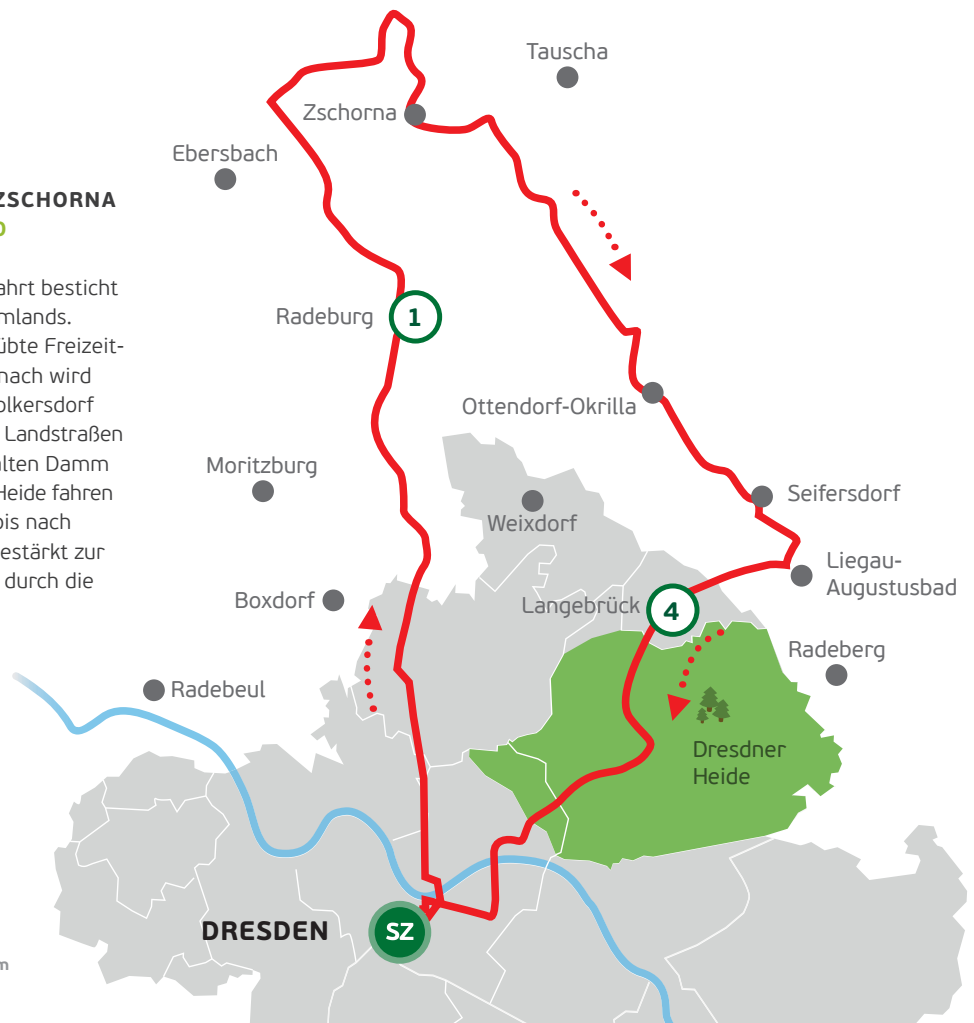 ZSCHORNA
ahrt besticht
mlands.
übte Freizeit-
nach wird
olkersdorf
Landstraßen
alten Damm
Heide fahren
bis nach
estärkt zur
durch die
Tauscha
Zschorna
Ebersbach
Radeburg
1
Ottendorf-Okrilla
Moritzburg
Weixdorf
Seifersdorf
Liegau-
Augustusbad
Boxdorf
Langebrück
4
Radeberg
Radebeul
Dresdner
Heide
DRESDEN
SZ